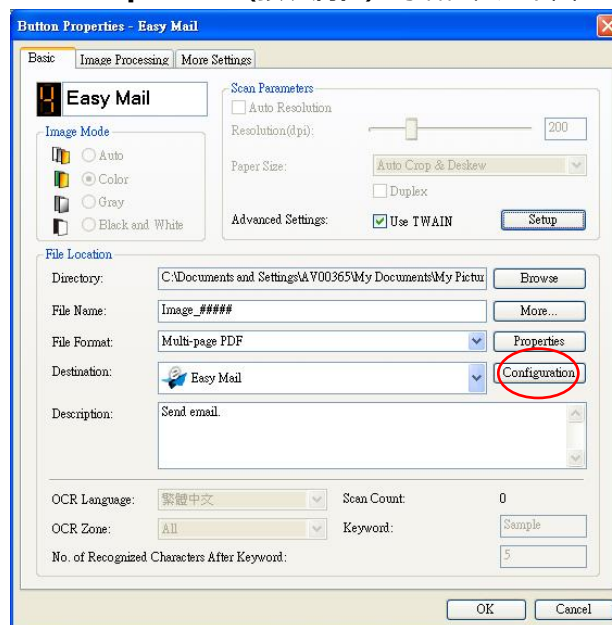 Button Properties - Easy Mail
Basic Image Processing More Settings
4 Easy Mail
Scan Parameters
Auto Resolution
Resolution(dpi): 200
Paper Size: Auto Crop & Deskew
Duplex
Advanced Settings: Use TWAIN Setup
Image Mode
Auto
Color
Gray
Black and White
File Location
Directory: C:\Documents and Settings\AV00365\My Documents\My Pictur Browse
File Name: Image_##### More...
File Format: Multi-page PDF Properties
Destination: Easy Mail Configuration
Description: Send email.
OCR Language: 繁體中文 Scan Count: 0
OCR Zone: All Keyword: Sample
No. of Recognized Characters After Keyword: 5
OK Cancel